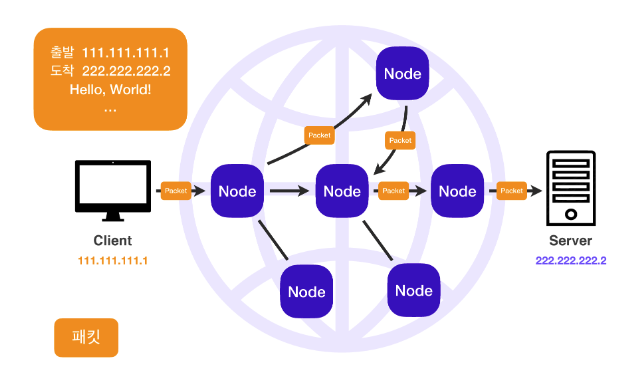 출발 111.111.111.1
도착 222.222.222.2
Hello, World!
...
Node
Packet
Packet
Packet
Node
Node
Packet
Node
Packet
Client
111.111.111.1
Server
222.222.222.2
Node
Node
패킷